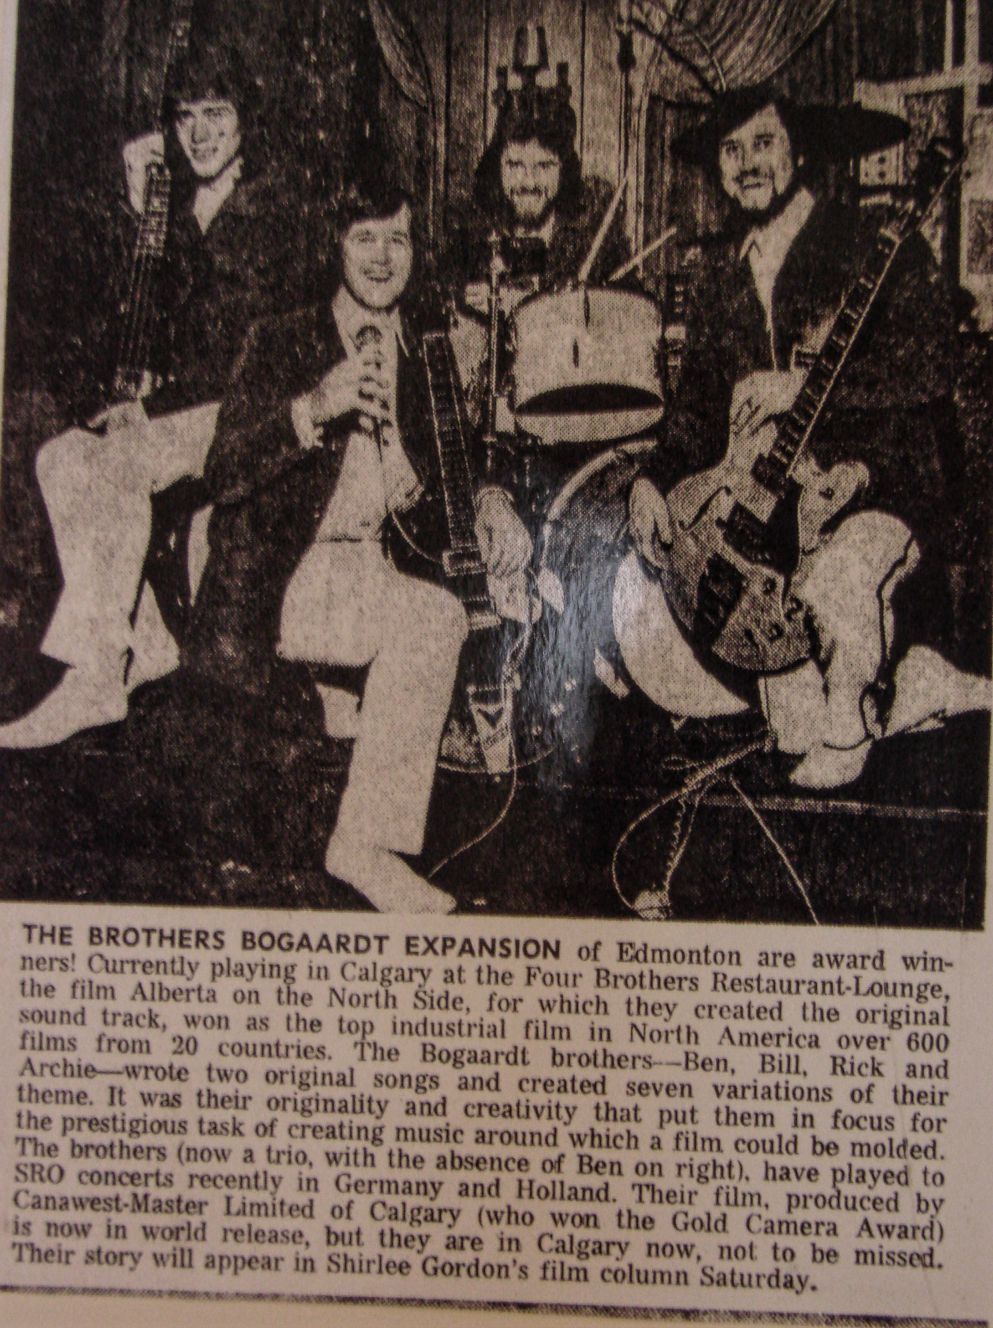 THE BROTHERS BOGAARDT EXPANSION of Edmonton are award win-
ners! Currently playing in Calgary at the Four Brothers Restaurant-Lounge,
the film Alberta on the North Side, for which they created the original
sound track, won as the top industrial film in North America over 600
films from 20 countries. The Bogaardt brothers—Ben, Bill, Rick and
Archie—wrote two original songs and created seven variations of their
theme. It was their originality and creativity that put them in focus for
the prestigious task of creating music around which a film could be molded.
The brothers (now a trio, with the absence of Ben on right), have played to
SRO concerts recently in Germany and Holland. Their film, produced by
Canawest-Master Limited of Calgary (who won the Gold Camera Award)
is now in world release, but they are in Calgary now, not to be missed.
Their story will appear in Shirlee Gordon's film column Saturday.